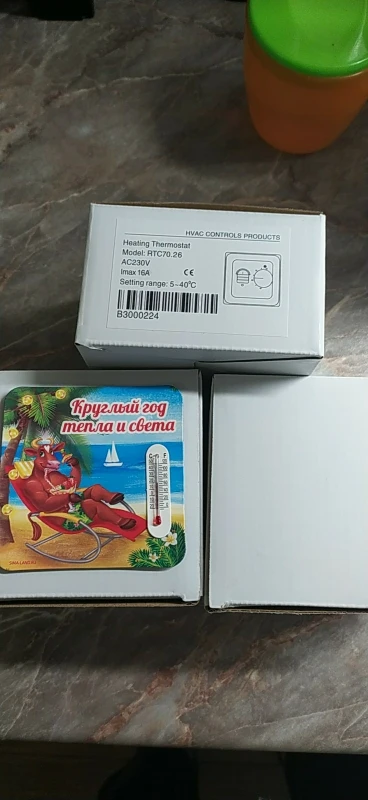 HVAC CONTROLS PRODUCTS
Heating Thermostat
Model: RTC70.26
AC230V
Imax 16A CE
Setting range: 5~40°C
B3000224
Круглый год
тепла и света
C F